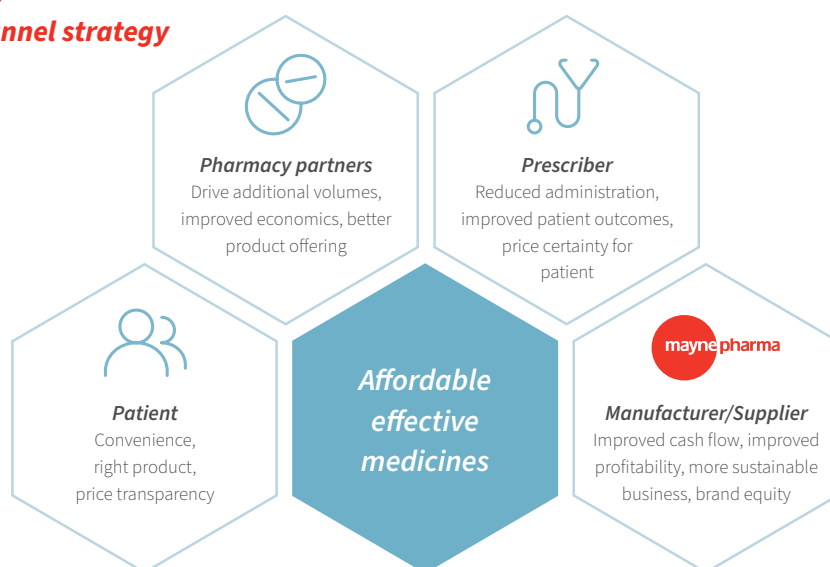 strategy
Pharmacy partners
Drive additional volumes,
improved economics, better
product offering
Prescriber
Reduced administration,
improved patient outcomes,
price certainty for
patient
Patient
Convenience,
right product,
price transparency
Affordable
effective
medicines
mayne pharma
Manufacturer/Supplier
Improved cash flow, improved
profitability, more sustainable
business, brand equity